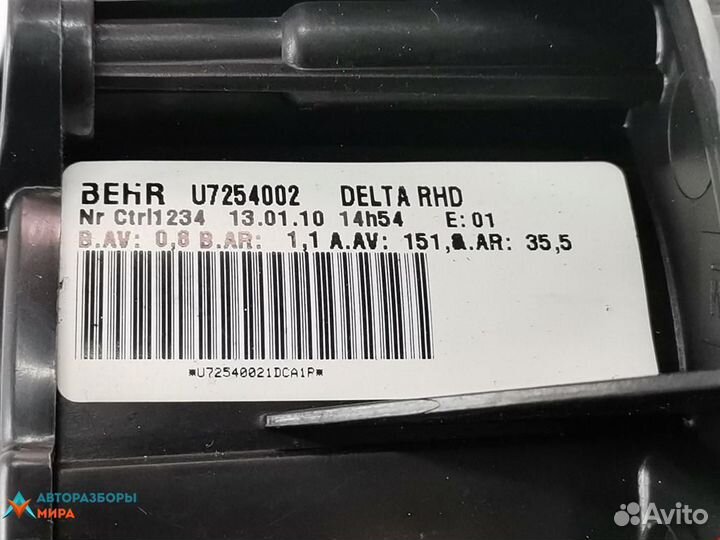 BEHR U7254002 DELTA RHD
Nr Ctrl1234 13.01.10 14h54 E:01
B.AV: 0,8 B.AR: 1,1 A.AV: 151, .AR: 35,5
*U72540021DCA1P*
АВТОРАЗБОРЫ
МИРА
Avito